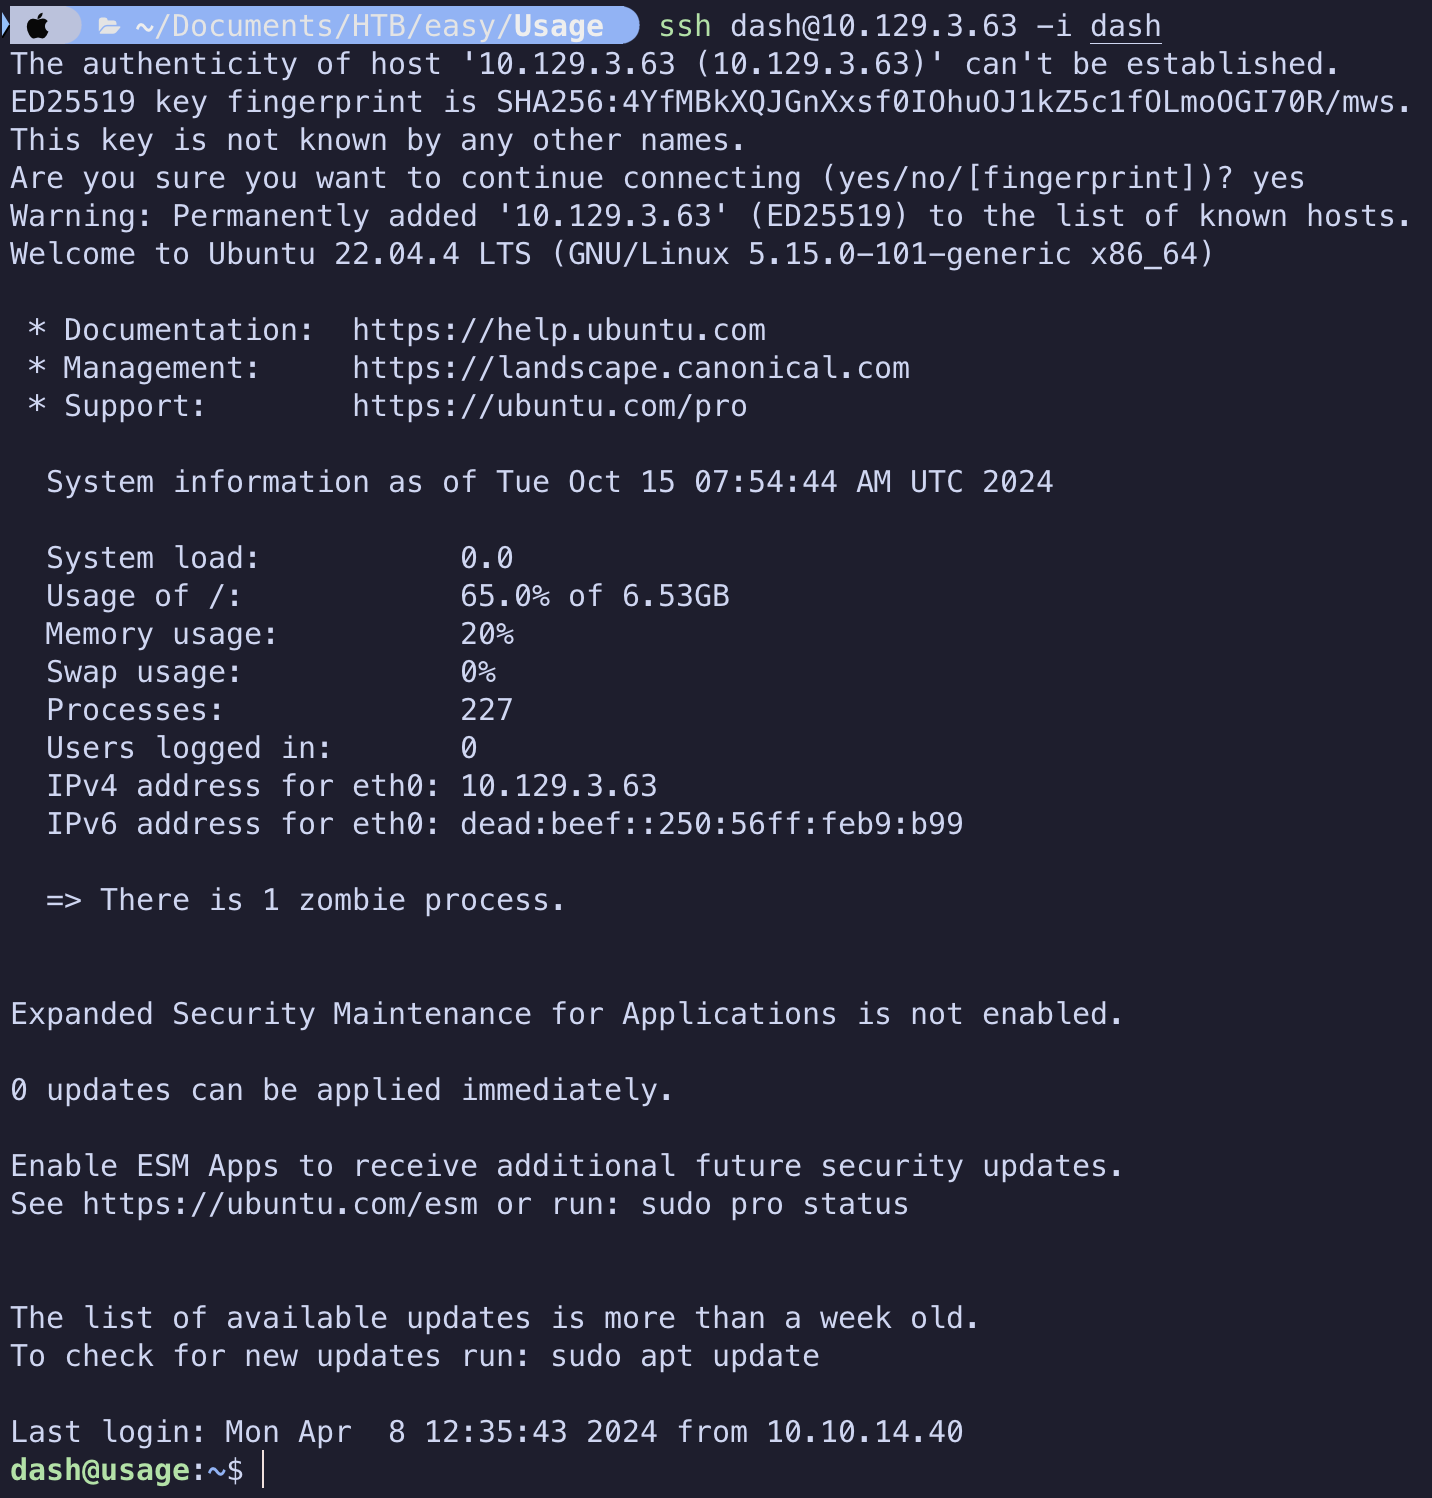 ~/Documents/HTB/easy/Usage ssh dash@10.129.3.63 -i dash
The authenticity of host '10.129.3.63 (10.129.3.63)' can't be established.
ED25519 key fingerprint is SHA256:4YfMBkXQJGnXxsf0IOhuOJ1kZ5c1fOLmoOGI70R/mws.
This key is not known by any other names.
Are you sure you want to continue connecting (yes/no/[fingerprint])? yes
Warning: Permanently added '10.129.3.63' (ED25519) to the list of known hosts.
Welcome to Ubuntu 22.04.4 LTS (GNU/Linux 5.15.0-101-generic x86_64)
* Documentation:  https://help.ubuntu.com
* Management:     https://landscape.canonical.com
* Support:        https://ubuntu.com/pro
System information as of Tue Oct 15 07:54:44 AM UTC 2024
System load:           0.0
Usage of /:            65.0% of 6.53GB
Memory usage:          20%
Swap usage:            0%
Processes:             227
Users logged in:       0
IPv4 address for eth0: 10.129.3.63
IPv6 address for eth0: dead:beef::250:56ff:feb9:b99
=> There is 1 zombie process.
Expanded Security Maintenance for Applications is not enabled.
0 updates can be applied immediately.
Enable ESM Apps to receive additional future security updates.
See https://ubuntu.com/esm or run: sudo pro status
The list of available updates is more than a week old.
To check for new updates run: sudo apt update
Last login: Mon Apr  8 12:35:43 2024 from 10.10.14.40
dash@usage:~$